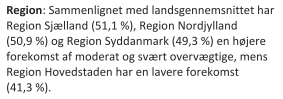 Region: Sammenlignet med landsgennemsnittet har
Region Sjælland (51,1 %), Region Nordjylland
(50,9 %) og Region Syddanmark (49,3 %) en højere
forekomst af moderat og svært overvægtige, mens
Region Hovedstaden har en lavere forekomst
(41,3 %).